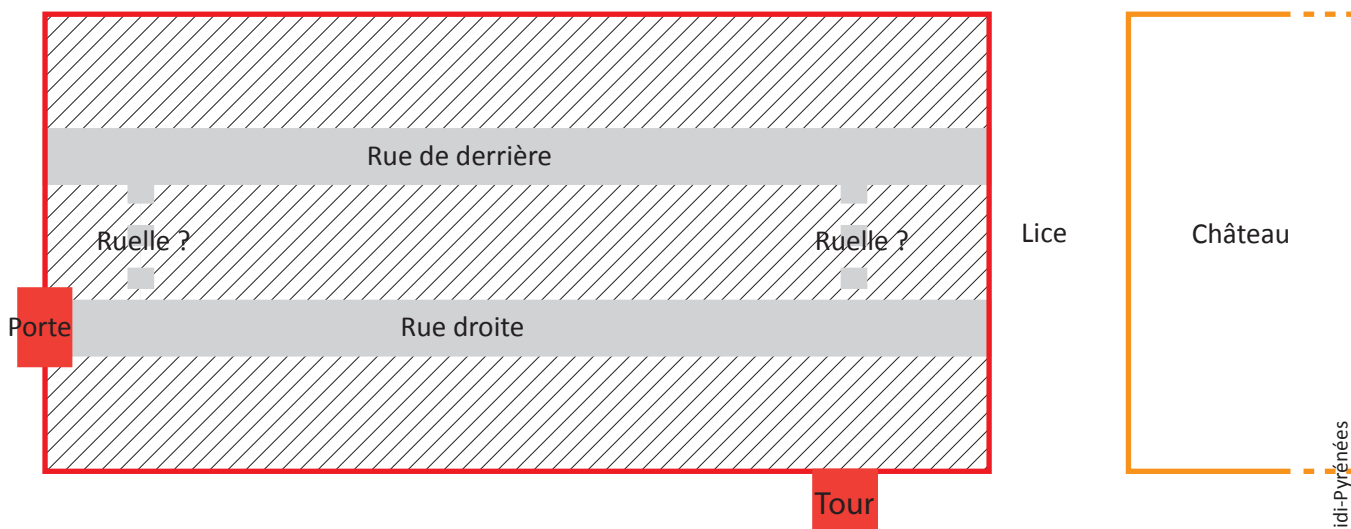 Rue de derrière
Ruelle ?
Ruelle ?
Lice
Château
Porte
Rue droite
Tour
idi-Pyrénées